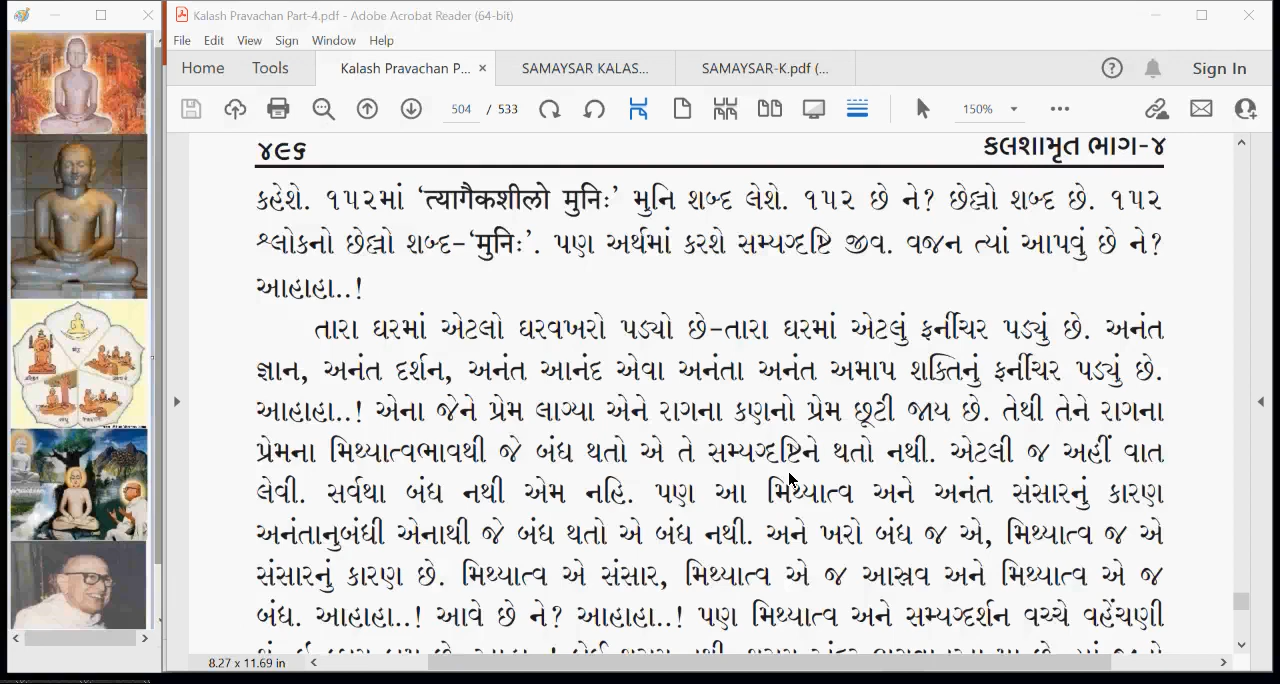 Kalash Pravachan Part-4.pdf - Adobe Acrobat Reader (64-bit)
File Edit View Sign Window Help
Home Tools Kalash Pravachan P... × SAMAYSAR KALAS... SAMAYSAR-K.pdf (... Sign In
504 / 533 150%
૪૯૬ કલશામૃત ભાગ-૪
કહેશે. ૧૫૨માં ‘त्यागैकशीलो मुनिः’ મુનિ શબ્દ લેશે. ૧૫૨ છે ને? છેલ્લો શબ્દ છે. ૧૫૨
શ્લોકનો છેલ્લો શબ્દ-‘मुनिः’. પણ અર્થમાં કરશે સમ્યગ્દષ્ટિ જીવ. વજન ત્યાં આપવું છે ને?
આહાહા..!
તારા ઘરમાં એટલો ઘરવખરો પડ્યો છે-તારા ઘરમાં એટલું ફર્નીચર પડ્યું છે. અનંત
જ્ઞાન, અનંત દર્શન, અનંત આનંદ એવા અનંતા અનંત અમાપ શક્તિનું ફર્નીચર પડ્યું છે.
આહાહા..! એના જેને પ્રેમ લાગ્યા એને રાગના કણનો પ્રેમ છૂટી જાય છે. તેથી તેને રાગના
પ્રેમના મિથ્યાત્વભાવથી જે બંધ થતો એ તે સમ્યગ્દષ્ટિને થતો નથી. એટલી જ અહીં વાત
લેવી. સર્વથા બંધ નથી એમ નહિ. પણ આ મિથ્યાત્વ અને અનંત સંસારનું કારણ
અનંતાનુબંધી એનાથી જે બંધ થતો એ બંધ નથી. અને ખરો બંધ જ એ, મિથ્યાત્વ જ એ
સંસારનું કારણ છે. મિથ્યાત્વ એ સંસાર, મિથ્યાત્વ એ જ આસ્રવ અને મિથ્યાત્વ એ જ
બંધ. આહાહા..! આવે છે ને? આહાહા..! પણ મિથ્યાત્વ અને સમ્યગ્દર્શન વચ્ચે વહેંચણી
8.27 x 11.69 in